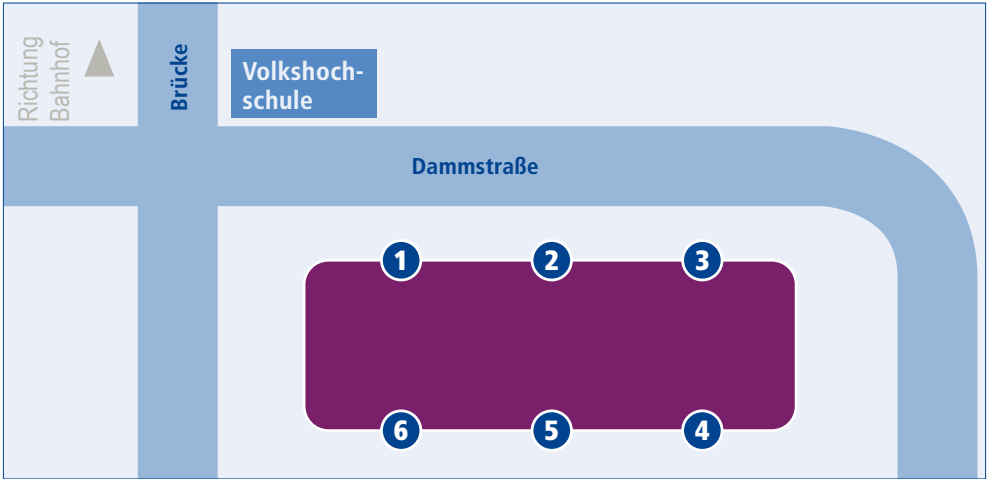 Richtung
Bahnhof
Brücke
Volkshoch-
schule
Dammstraße
1
2
3
6
5
4